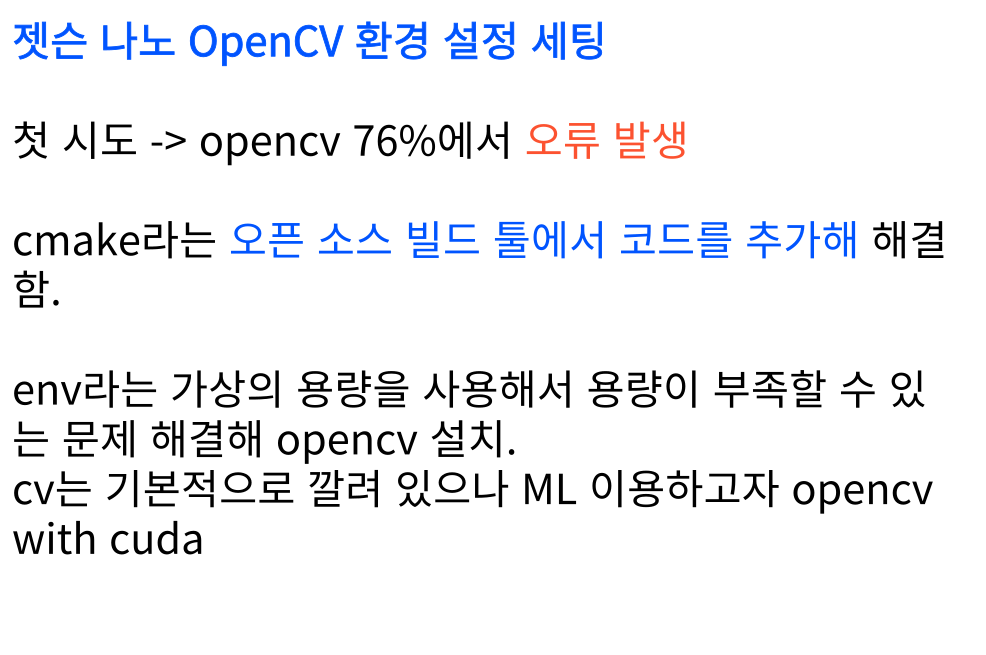 젯슨 나노 OpenCV 환경 설정 세팅
첫 시도 -> opencv 76%에서 오류 발생
cmake라는 오픈 소스 빌드 툴에서 코드를 추가해 해결
함.
env라는 가상의 용량을 사용해서 용량이 부족할 수 있
는 문제 해결해 opencv 설치.
cv는 기본적으로 깔려 있으나 ML 이용하고자 opencv
with cuda